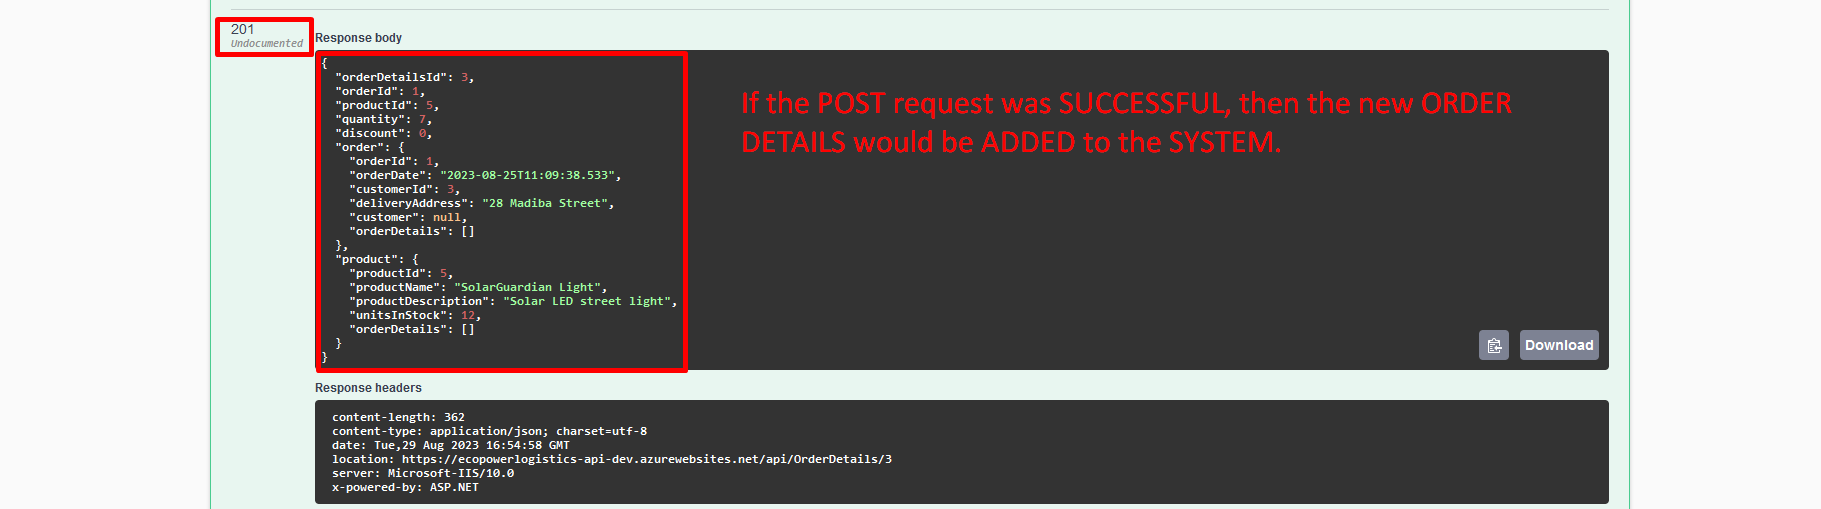 201
Undocumented
Response body
{
"orderDetailsId": 3,
"orderId": 1,
"productId": 5,
"quantity": 7,
"discount": 0,
"order": {
"orderId": 1,
"orderDate": "2023-08-25T11:09:38.533",
"customerId": 3,
"deliveryAddress": "28 Madiba Street",
"customer": null,
"orderDetails": []
},
"product": {
"productId": 5,
"productName": "SolarGuardian Light",
"productDescription": "Solar LED street light",
"unitsInStock": 12,
"orderDetails": []
}
}
If the POST request was SUCCESSFUL, then the new ORDER
DETAILS would be ADDED to the SYSTEM.
Download
Response headers
content-length: 362
content-type: application/json; charset=utf-8
date: Tue,29 Aug 2023 16:54:58 GMT
location: https://ecopowerlogistics-api-dev.azurewebsites.net/api/OrderDetails/3
server: Microsoft-IIS/10.0
x-powered-by: ASP.NET